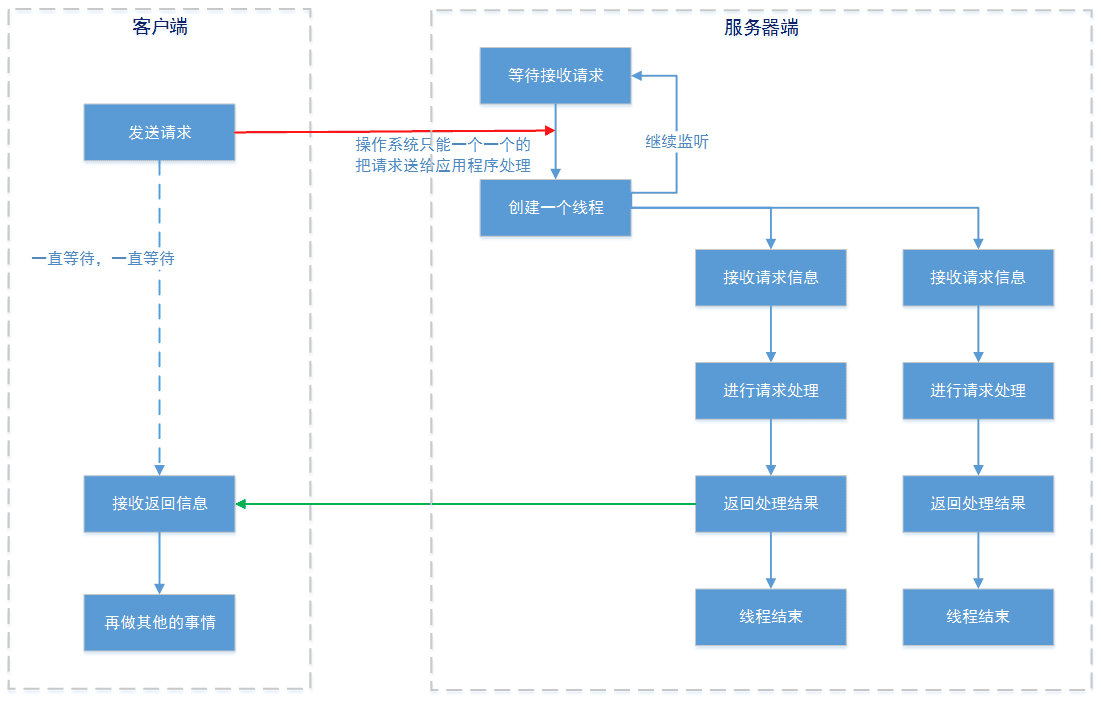 客户端
发送请求
一直等待，一直等待
接收返回信息
再做其他的事情
操作系统只能一个一个的
把请求送给应用程序处理
服务器端
等待接收请求
继续监听
创建一个线程
接收请求信息
进行请求处理
返回处理结果
线程结束
接收请求信息
进行请求处理
返回处理结果
线程结束